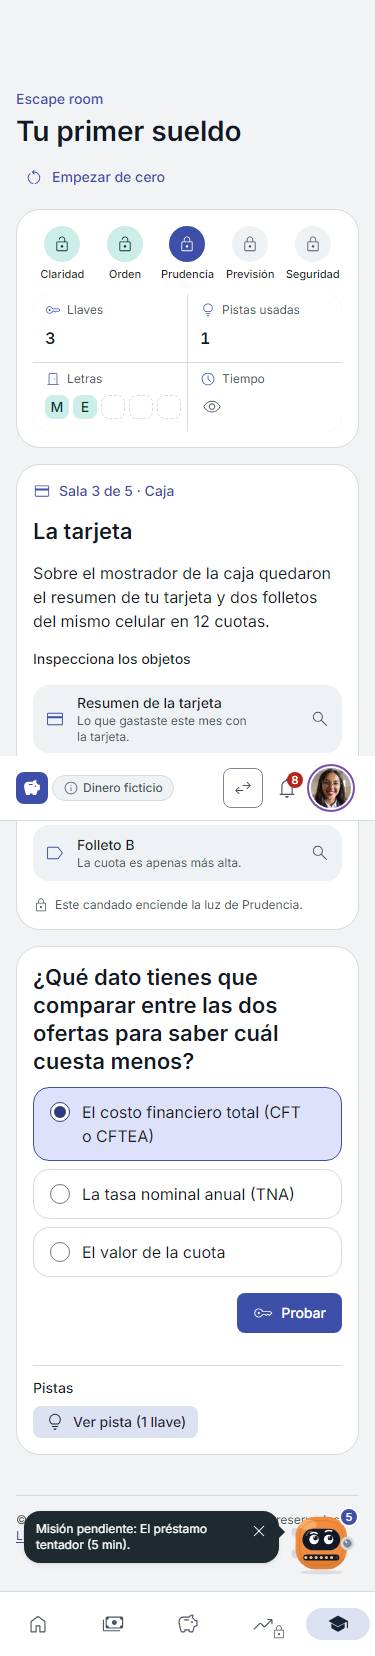 Escape room
Tu primer sueldo
Empezar de cero
Claridad Orden Prudencia Previsión Seguridad
Llaves
3
Pistas usadas
1
Letras
M E
Tiempo
Sala 3 de 5 · Caja
La tarjeta
Sobre el mostrador de la caja quedaron
el resumen de tu tarjeta y dos folletos
del mismo celular en 12 cuotas.
Inspecciona los objetos
Resumen de la tarjeta
Lo que gastaste este mes con
la tarjeta.
Dinero ficticio
8
Folleto B
La cuota es apenas más alta.
Este candado enciende la luz de Prudencia.
¿Qué dato tienes que
comparar entre las dos
ofertas para saber cuál
cuesta menos?
El costo financiero total (CFT
o CFTEA)
La tasa nominal anual (TNA)
El valor de la cuota
Probar
Pistas
Ver pista (1 llave)
©
Misión pendiente: El préstamo
tentador (5 min).
5